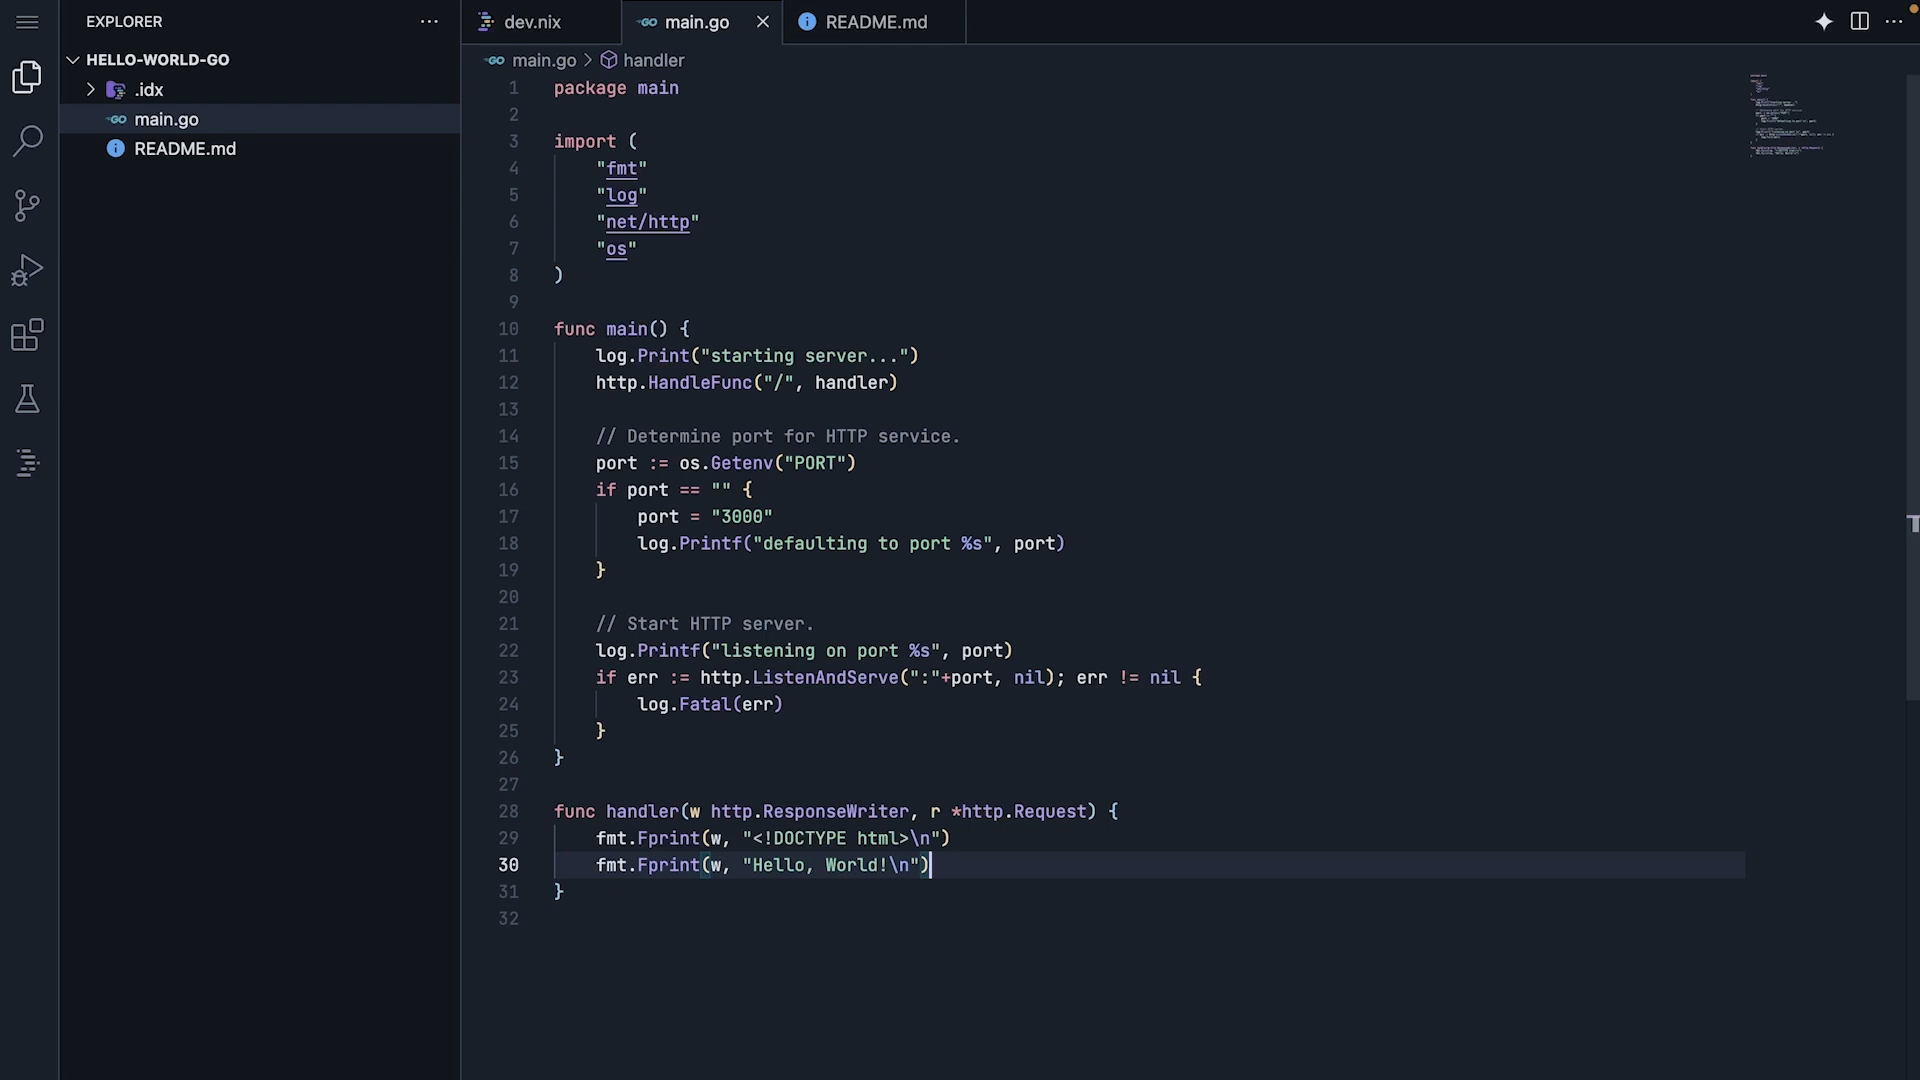 EXPLORER
HELLO-WORLD-GO
.idx
main.go
README.md
dev.nix
main.go
README.md
main.go > handler
1 package main
2
3 import (
4 "fmt"
5 "log"
6 "net/http"
7 "os"
8 )
9
10 func main() {
11 log.Print("starting server...")
12 http.HandleFunc("/", handler)
13
14 // Determine port for HTTP service.
15 port := os.Getenv("PORT")
16 if port == "" {
17 port = "3000"
18 log.Printf("defaulting to port %s", port)
19 }
20
21 // Start HTTP server.
22 log.Printf("listening on port %s", port)
23 if err := http.ListenAndServe(":"+port, nil); err != nil {
24 log.Fatal(err)
25 }
26 }
27
28 func handler(w http.ResponseWriter, r *http.Request) {
29 fmt.Fprint(w, "<!DOCTYPE html>\n")
30 fmt.Fprint(w, "Hello, World!\n")
31 }
32